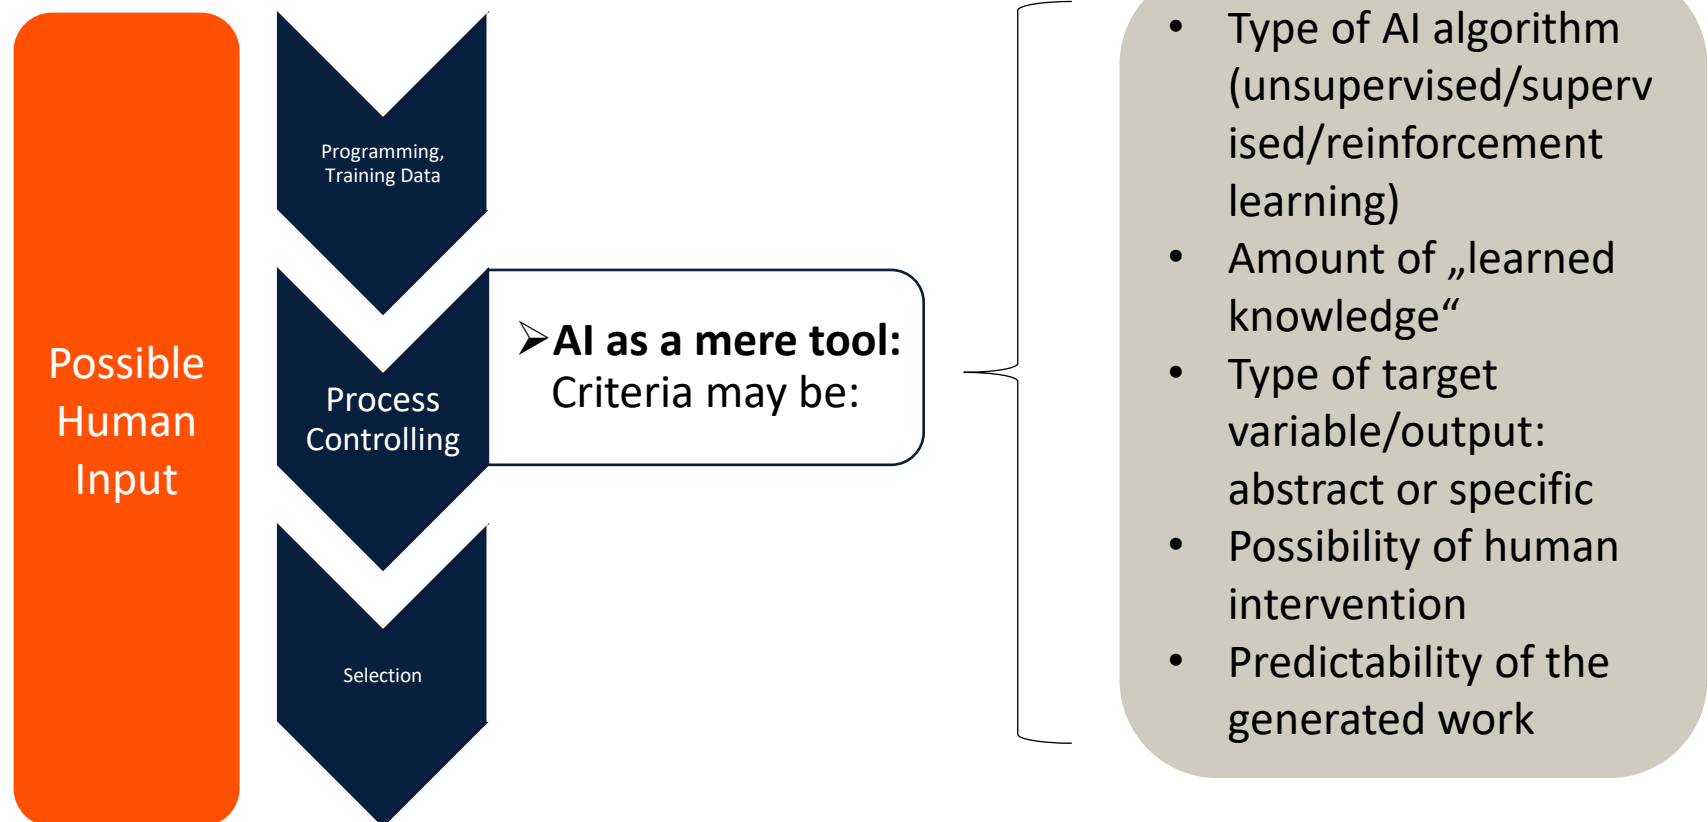 Possible
Human
Input
Programming,
Training Data
Process
Controlling
Selection
➢AI as a mere tool:
Criteria may be:
• Type of AI algorithm
(unsupervised/superv
ised/reinforcement
learning)
• Amount of „learned
knowledge“
• Type of target
variable/output:
abstract or specific
• Possibility of human
intervention
• Predictability of the
generated work